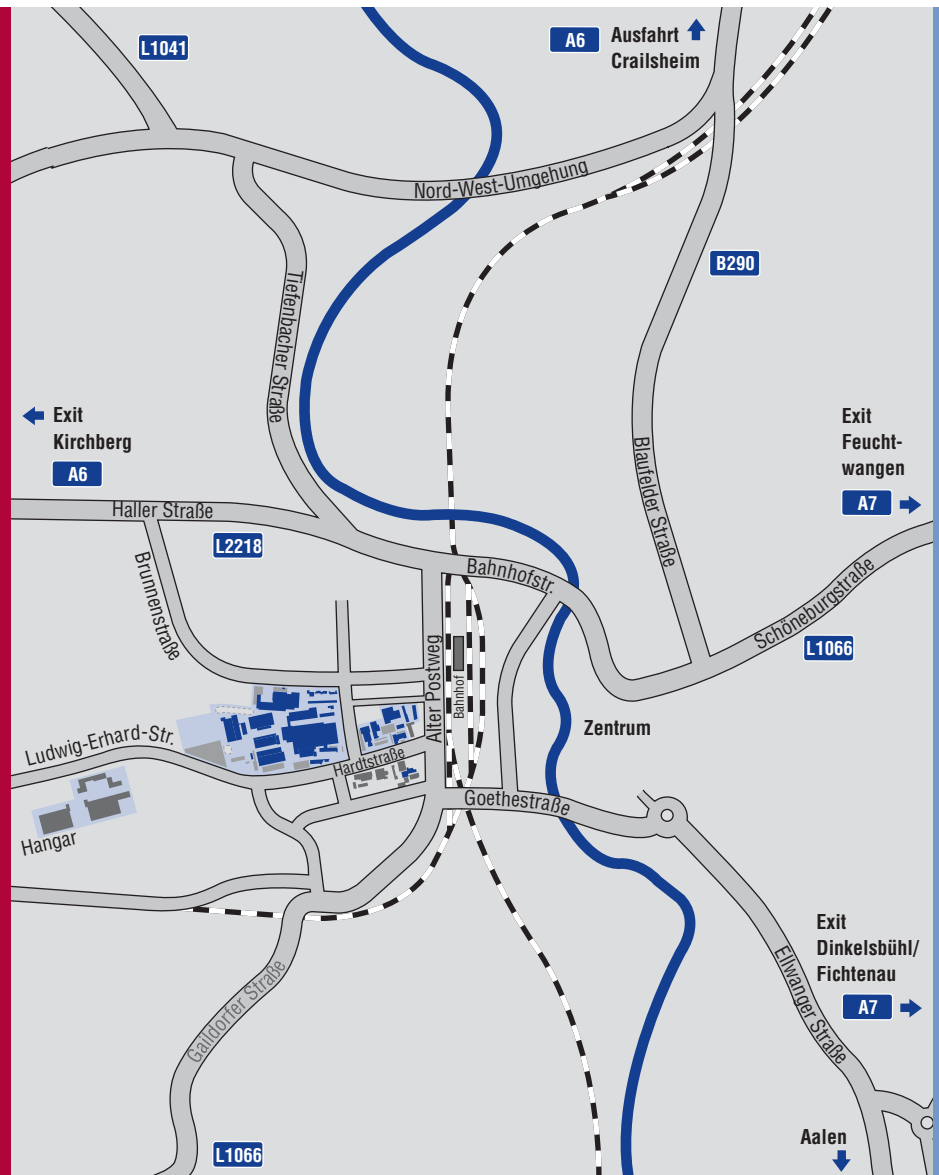 L1041
A6
Ausfahrt
Crailsheim
Nord-West-Umgehung
B290
Tiefenbacher Straße
Exit
Kirchberg
A6
Exit
Feucht-
wangen
A7
Blaufelder Straße
Haller Straße
L2218
Bahnhofstr.
Brunnenstraße
Schöneburgstraße
L1066
Alter Postweg
Bahnhof
Zentrum
Ludwig-Erhard-Str.
Hardtstraße
Goethestraße
Hangar
Exit
Dinkelsbühl/
Fichtenau
A7
Ellwanger Straße
Gaildorfer Straße
Aalen
L1066